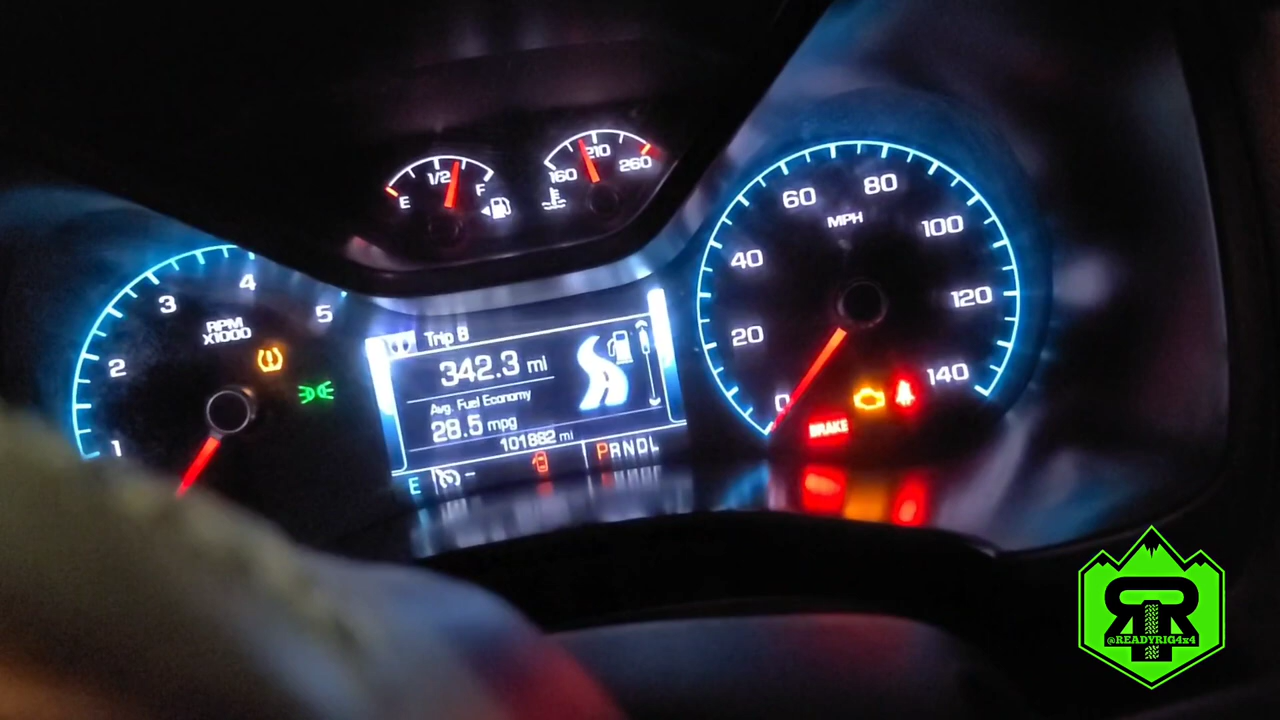 1/2
E
F
160
210
260
1
2
3
4
5
RPM
X1000
Trip B
342.3 mi
Avg. Fuel Economy
28.5 mpg
101882 mi
E
--
PRNDL
MPH
0
20
40
60
80
100
120
140
BRAKE
RR
@READYRIG4x4